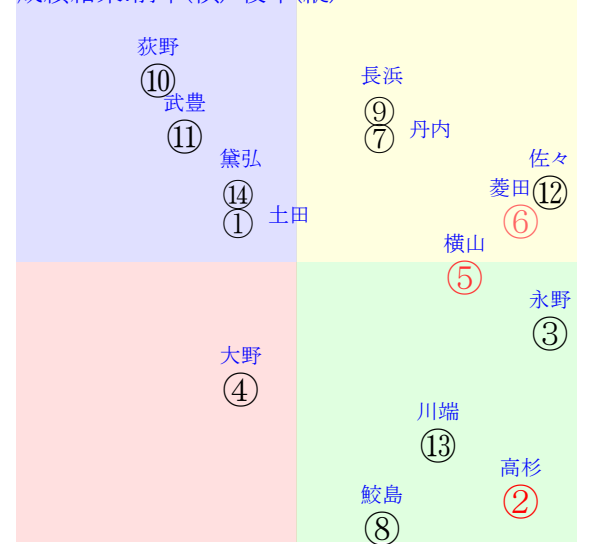 荻野
⑩
長浜
武豊
⑨
⑪
⑦
丹内
黛弘
佐々
⑭
菱田
⑫
①
土田
⑥
横山
⑤
永野
③
大野
④
川端
⑬
高杉
②
鮫島
⑧